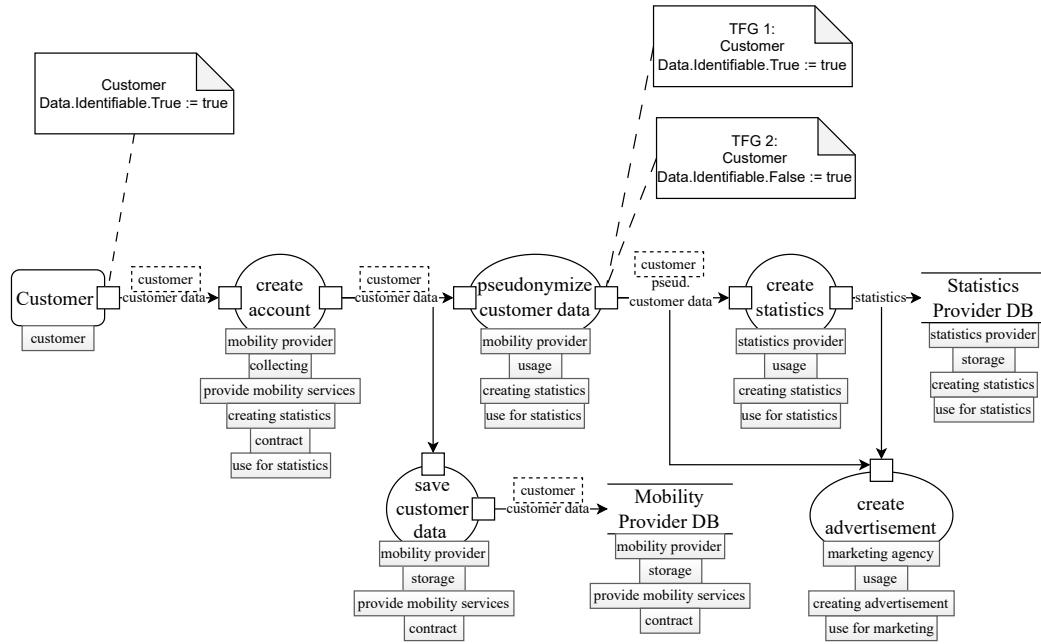 Customer
Data.Identifiable.True := true
TFG 1:
Customer
Data.Identifiable.True := true
TFG 2:
Customer
Data.Identifiable.False := true
Customer
customer
customer
customer data
create
account
mobility provider
collecting
provide mobility services
creating statistics
contract
use for statistics
customer
customer data
pseudonymize
customer data
mobility provider
usage
creating statistics
use for statistics
customer
pseud.
customer data
create
statistics
statistics provider
usage
creating statistics
use for statistics
statistics
Statistics
Provider DB
statistics provider
storage
creating statistics
use for statistics
save
customer
data
mobility provider
storage
provide mobility services
contract
customer
customer data
Mobility
Provider DB
mobility provider
storage
provide mobility services
contract
create
advertisement
marketing agency
usage
creating advertisement
use for marketing